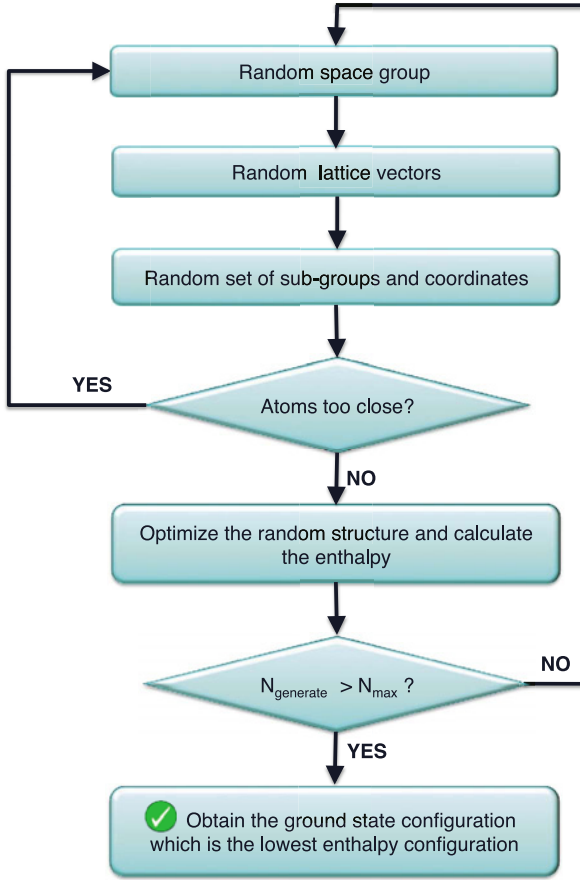 Random space group
Random lattice vectors
Random set of sub-groups and coordinates
YES
Atoms too close?
NO
Optimize the random structure and calculate
the enthalpy
NO
N_generate > N_max ?
YES
Obtain the ground state configuration
which is the lowest enthalpy configuration